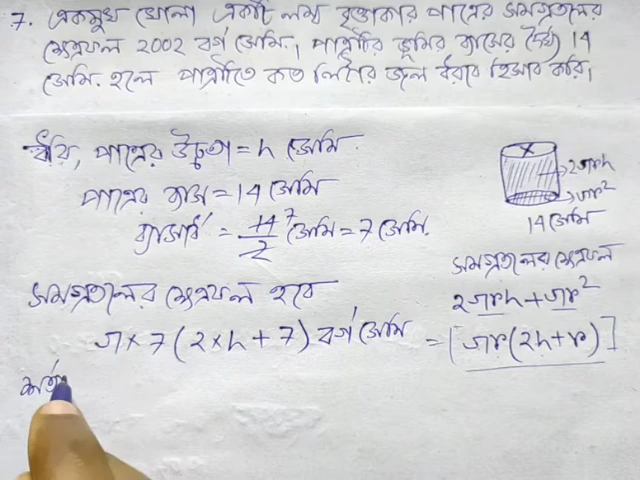 7. একমুখ খোলা একটি লম্ব বৃত্তাকার পাত্রের সমগ্রতলের
ক্ষেত্রফল 2002 বর্গ সেমি.। পাত্রটির ভূমির ব্যাসের দৈর্ঘ্য 14
সেমি. হলে পাত্রটিতে কত লিটার জল ধরবে হিসাব করি।
ধরি, পাত্রের উচ্চতা = h সেমি.
পাত্রের ব্যাস = 14 সেমি
ব্যাসার্ধ = 14/2 7 সেমি = 7 সেমি.
2πrh
πr²
14 সেমি
সমগ্রতলের ক্ষেত্রফল
2πrh + πr²
= [πr(2h + r)]
সমগ্রতলের ক্ষেত্রফল হবে
π × 7 (2 × h + 7) বর্গ সেমি